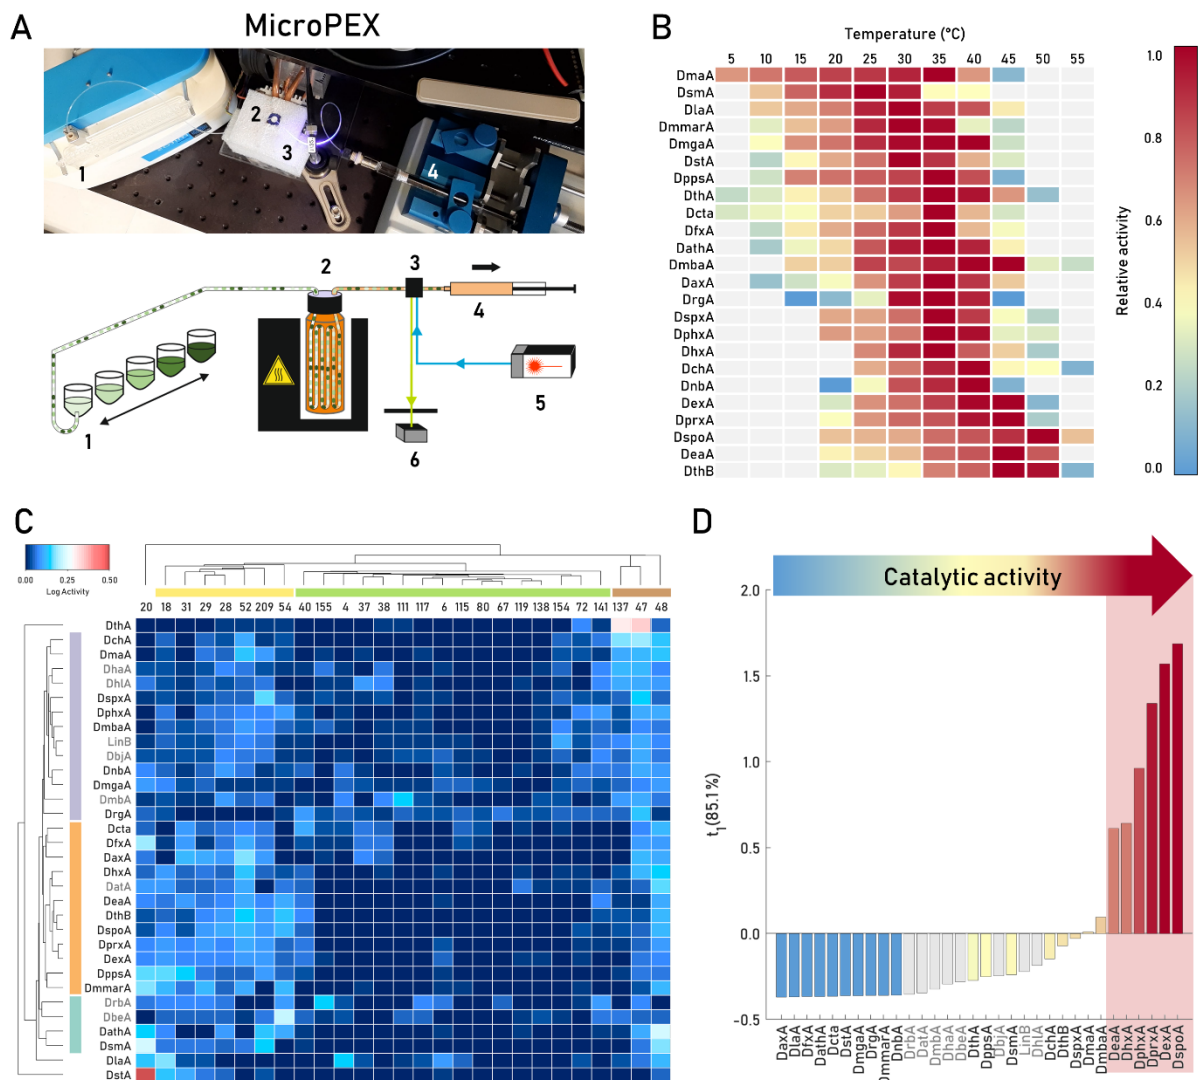 A
MicroPEX
1
2
3
4
1
2
3
4
5
6
B
Temperature (°C)
5 10 15 20 25 30 35 40 45 50 55
DmaA
DsmA
DlaA
DmmarA
DmgaA
DstA
DppsA
DthA
Dcta
DfxA
DathA
DmbaA
DaxA
DrgA
DspxA
DphxA
DhxA
DchA
DnbA
DexA
DprxA
DspoA
DeaA
DthB
1.0
0.8
0.6
0.4
0.2
0.0
Relative activity
C
0.00 0.25 0.50
Log Activity
20 18 31 29 28 52 209 54 40 155 4 37 38 111 117 6 115 80 67 119 138 154 72 141 137 47 48
DthA
DchA
DmaA
DhaA
DhlA
DspxA
DphxA
DmbaA
LinB
DbjA
DnbA
DmgaA
DmbA
DrgA
Dcta
DfxA
DaxA
DhxA
DatA
DeaA
DthB
DspoA
DprxA
DexA
DppsA
DmmarA
DrbA
DbeA
DathA
DsmA
DlaA
DstA
D
Catalytic activity
2.0
1.5
1.0
0.5
0.0
-0.5
t1(85.1%)
DaxA
DlaA
DfxA
DathA
Dcta
DstA
DmgaA
DrgA
DmmarA
DnbA
DrbA
DatA
DmbA
DhaA
DbeA
DthA
DppsA
DbjA
DsmA
LinB
DhlA
DchA
DthB
DspxA
DmaA
DmbaA
DeaA
DhxA
DphxA
DprxA
DexA
DspoA